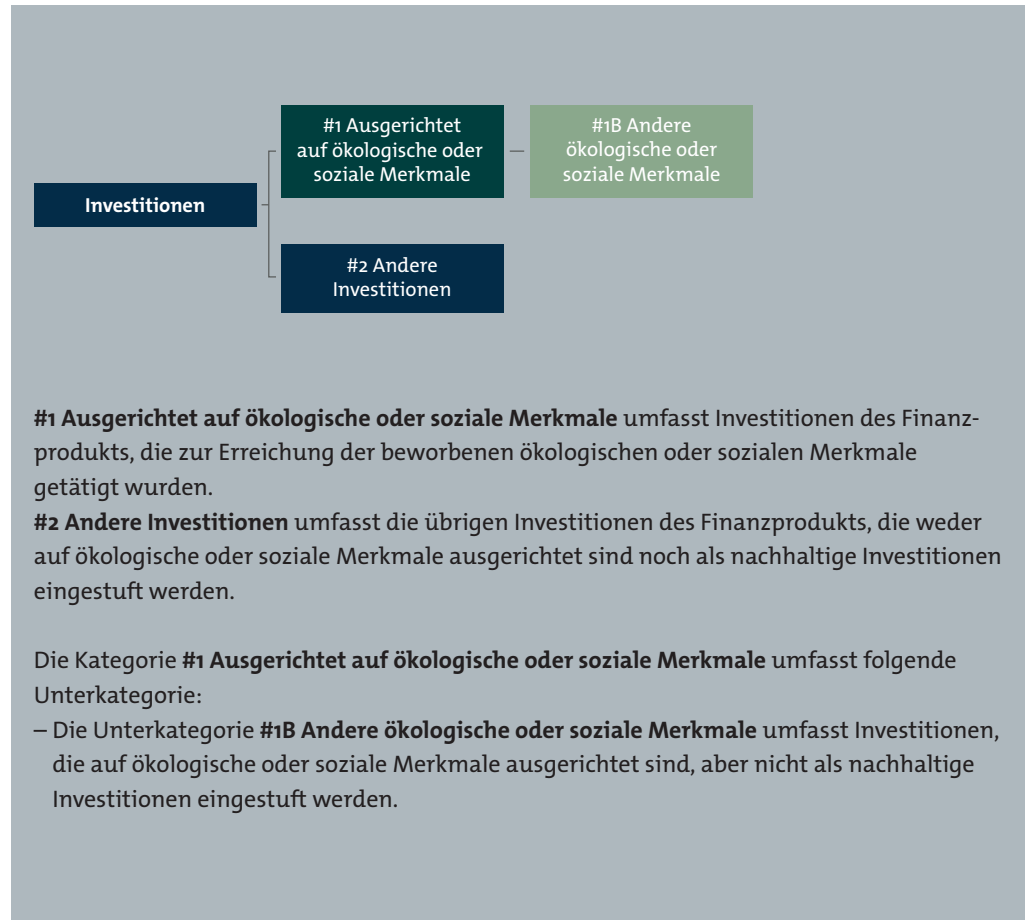 #1 Ausgerichtet
auf ökologische oder
soziale Merkmale
#1B Andere
ökologische oder
soziale Merkmale
Investitionen
#2 Andere
Investitionen
#1 Ausgerichtet auf ökologische oder soziale Merkmale umfasst Investitionen des Finanz-
produkts, die zur Erreichung der beworbenen ökologischen oder sozialen Merkmale
getätigt wurden.
#2 Andere Investitionen umfasst die übrigen Investitionen des Finanzprodukts, die weder
auf ökologische oder soziale Merkmale ausgerichtet sind noch als nachhaltige Investitionen
eingestuft werden.
Die Kategorie #1 Ausgerichtet auf ökologische oder soziale Merkmale umfasst folgende
Unterkategorie:
– Die Unterkategorie #1B Andere ökologische oder soziale Merkmale umfasst Investitionen,
die auf ökologische oder soziale Merkmale ausgerichtet sind, aber nicht als nachhaltige
Investitionen eingestuft werden.